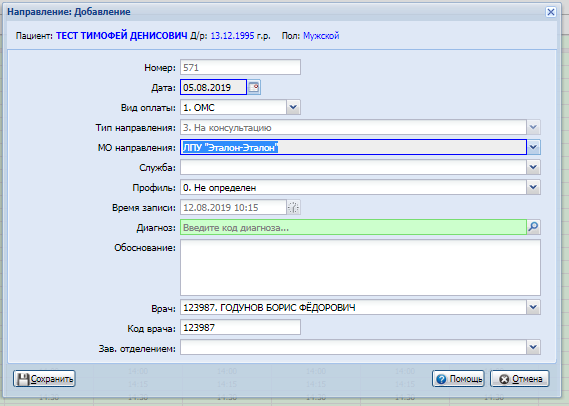 Направление: Добавление
Пациент: ТЕСТ ТИМОФЕЙ ДЕНИСОВИЧ Д/р: 13.12.1995 г.р. Пол: Мужской
Номер: 571
Дата: 05.08.2019
Вид оплаты: 1. ОМС
Тип направления: 3. На консультацию
МО направления: ЛПУ "Эталон-Эталон"
Служба:
Профиль: 0. Не определен
Время записи: 12.08.2019 10:15
Диагноз: Введите код диагноза...
Обоснование:
Врач: 123987. ГОДУНОВ БОРИС ФЁДОРОВИЧ
Код врача: 123987
Зав. отделением:
Сохранить Помощь Отмена